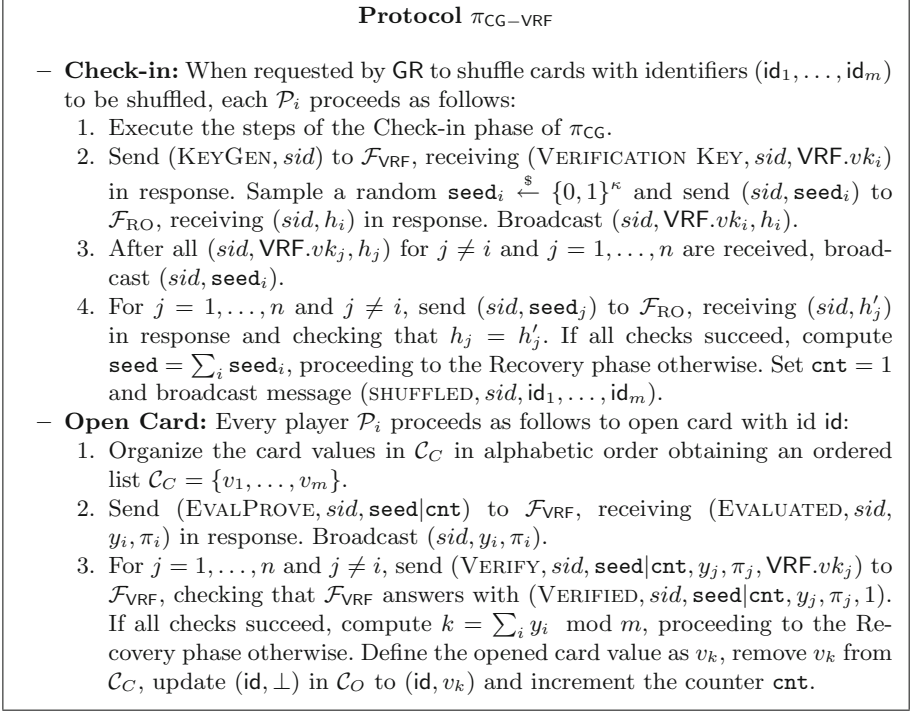 Protocol π_CG−VRF
– Check-in: When requested by GR to shuffle cards with identifiers (id₁, . . . , idₘ)
to be shuffled, each 𝒫ᵢ proceeds as follows:
1. Execute the steps of the Check-in phase of π_CG.
2. Send (KEYGEN, sid) to ℱ_VRF, receiving (VERIFICATION KEY, sid, VRF.vkᵢ)
in response. Sample a random seedᵢ ←$ {0, 1}^κ and send (sid, seedᵢ) to
ℱ_RO, receiving (sid, hᵢ) in response. Broadcast (sid, VRF.vkᵢ, hᵢ).
3. After all (sid, VRF.vkⱼ, hⱼ) for j ≠ i and j = 1, . . . , n are received, broad-
cast (sid, seedᵢ).
4. For j = 1, . . . , n and j ≠ i, send (sid, seedⱼ) to ℱ_RO, receiving (sid, h′ⱼ)
in response and checking that hⱼ = h′ⱼ. If all checks succeed, compute
seed = ∑ᵢ seedᵢ, proceeding to the Recovery phase otherwise. Set cnt = 1
and broadcast message (SHUFFLED, sid, id₁, . . . , idₘ).
– Open Card: Every player 𝒫ᵢ proceeds as follows to open card with id id:
1. Organize the card values in 𝒞_C in alphabetic order obtaining an ordered
list 𝒞_C = {v₁, . . . , vₘ}.
2. Send (EVALPROVE, sid, seed|cnt) to ℱ_VRF, receiving (EVALUATED, sid,
yᵢ, πᵢ) in response. Broadcast (sid, yᵢ, πᵢ).
3. For j = 1, . . . , n and j ≠ i, send (VERIFY, sid, seed|cnt, yⱼ, πⱼ, VRF.vkⱼ) to
ℱ_VRF, checking that ℱ_VRF answers with (VERIFIED, sid, seed|cnt, yⱼ, πⱼ, 1).
If all checks succeed, compute k = ∑ᵢ yᵢ mod m, proceeding to the Re-
covery phase otherwise. Define the opened card value as vₖ, remove vₖ from
𝒞_C, update (id, ⊥) in 𝒞_O to (id, vₖ) and increment the counter cnt.